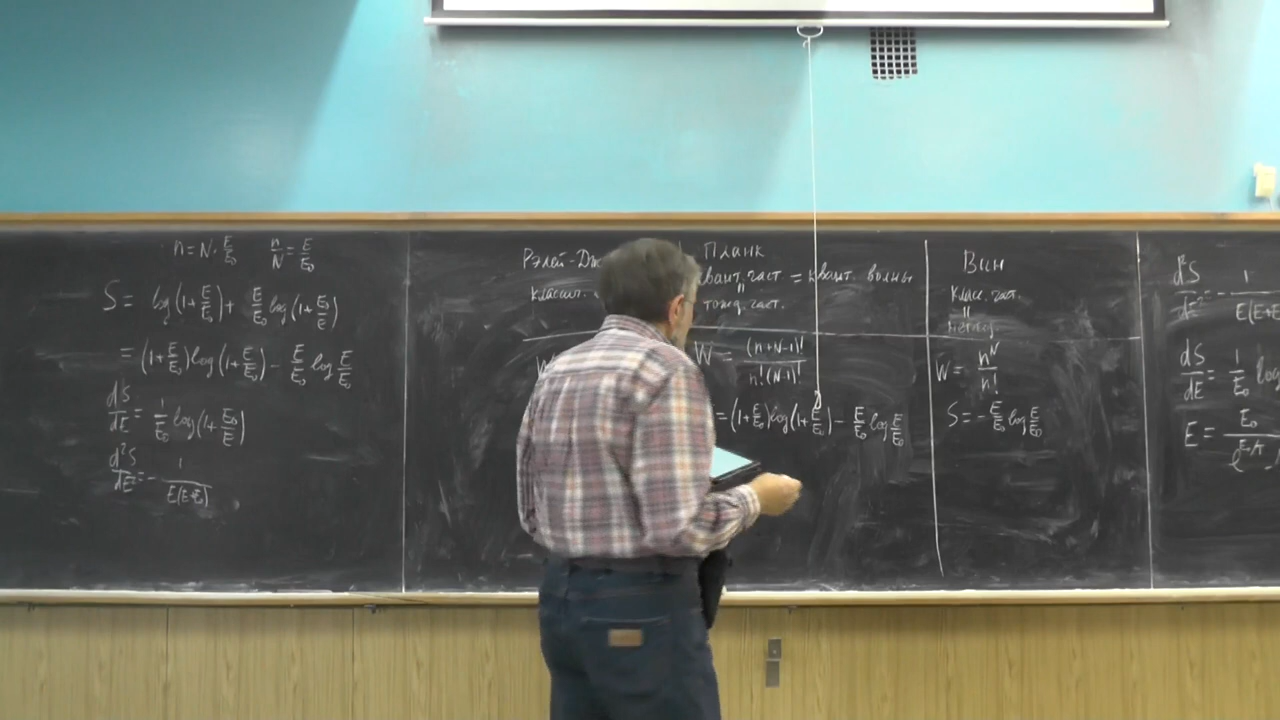 n = N · E/E₀    n/N = E/E₀
S = log(1+E/E₀) + E/E₀ log(1+E₀/E)
= (1+E/E₀) log(1+E/E₀) − E/E₀ log E/E₀
dS/dE = 1/E₀ log(1+E₀/E)
d²S/dE² = − 1/E(E+E₀)
Рэлей-Дж
классич.
W
Планк
квант. част = квант. волны
"
тожд. част.
W = (n+N-1)!/n!(N-1)!
= (1+E/E₀) log(1+E/E₀) − E/E₀ log E/E₀
Вин
Класс. част.
"
W = nᴺ/n!
S = − E/E₀ log E/E₀
d²S/dE² = − 1/E(E+E
dS/dE = 1/E₀ log
E = E₀/